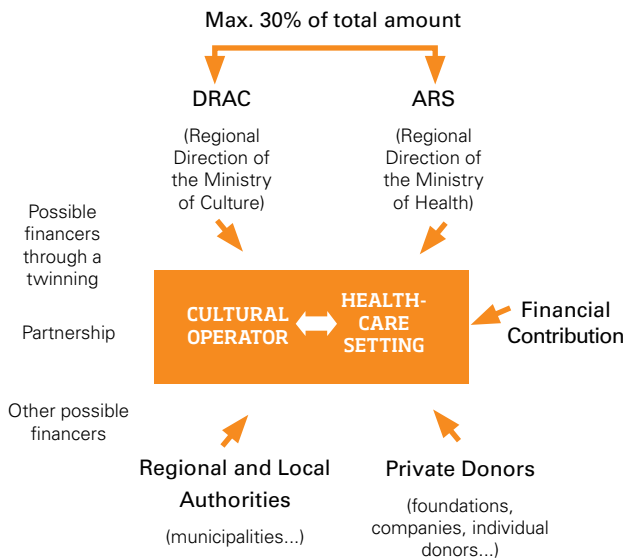 Max. 30% of total amount
DRAC
(Regional
Direction of
the Ministry
of Culture)
ARS
(Regional
Direction of
the Ministry
of Health)
Possible
financers
through a
twinning
Partnership
CULTURAL
OPERATOR
HEALTH-
CARE
SETTING
Financial
Contribution
Other possible
financers
Regional and Local
Authorities
(municipalities...)
Private Donors
(foundations,
companies, individual
donors...)